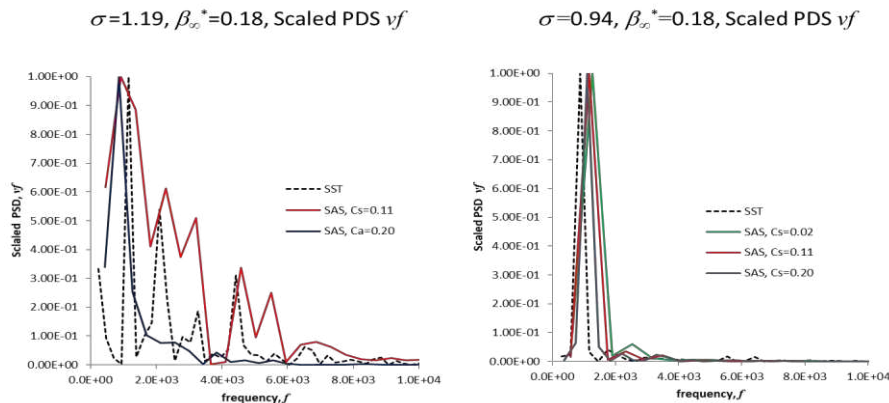 σ=1.19, β∞*=0.18, Scaled PDS vf
1.00E+00
9.00E-01
8.00E-01
7.00E-01
6.00E-01
5.00E-01
4.00E-01
3.00E-01
2.00E-01
1.00E-01
0.00E+00
Sclaled PSD, vf
SST
SAS, Cs=0.11
SAS, Ca=0.20
0.0E+00 2.0E+03 4.0E+03 6.0E+03 8.0E+03 1.0E+04
frequency, f
σ=0.94, β∞*=0.18, Scaled PDS vf
1.00E+00
9.00E-01
8.00E-01
7.00E-01
6.00E-01
5.00E-01
4.00E-01
3.00E-01
2.00E-01
1.00E-01
0.00E+00
Scaled PSD vf
SST
SAS, Cs=0.02
SAS, Cs=0.11
SAS, Cs=0.20
0.0E+00 2.0E+03 4.0E+03 6.0E+03 8.0E+03 1.0E+04
frequency, f